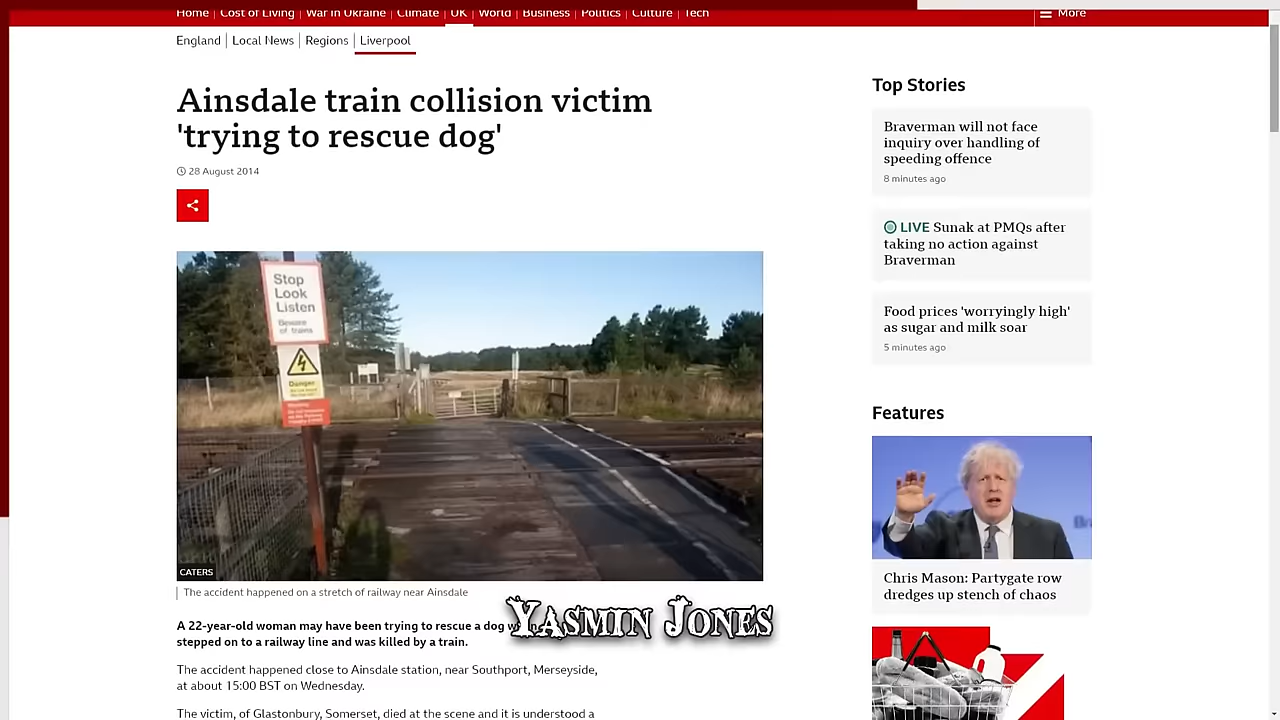 Home
Cost of Living
War in Ukraine
Climate
UK
World
Business
Politics
Culture
Tech
More
England
Local News
Regions
Liverpool
Ainsdale train collision victim
'trying to rescue dog'
28 August 2014
Stop
Look
Listen
Beware
of trains
Danger
CATERS
The accident happened on a stretch of railway near Ainsdale
YASMIN JONES
A 22-year-old woman may have been trying to rescue a dog
stepped on to a railway line and was killed by a train.
The accident happened close to Ainsdale station, near Southport, Merseyside,
at about 15:00 BST on Wednesday.
The victim, of Glastonbury, Somerset, died at the scene and it is understood a
Top Stories
Braverman will not face
inquiry over handling of
speeding offence
8 minutes ago
LIVE Sunak at PMQs after
taking no action against
Braverman
Food prices 'worryingly high'
as sugar and milk soar
5 minutes ago
Features
Chris Mason: Partygate row
dredges up stench of chaos